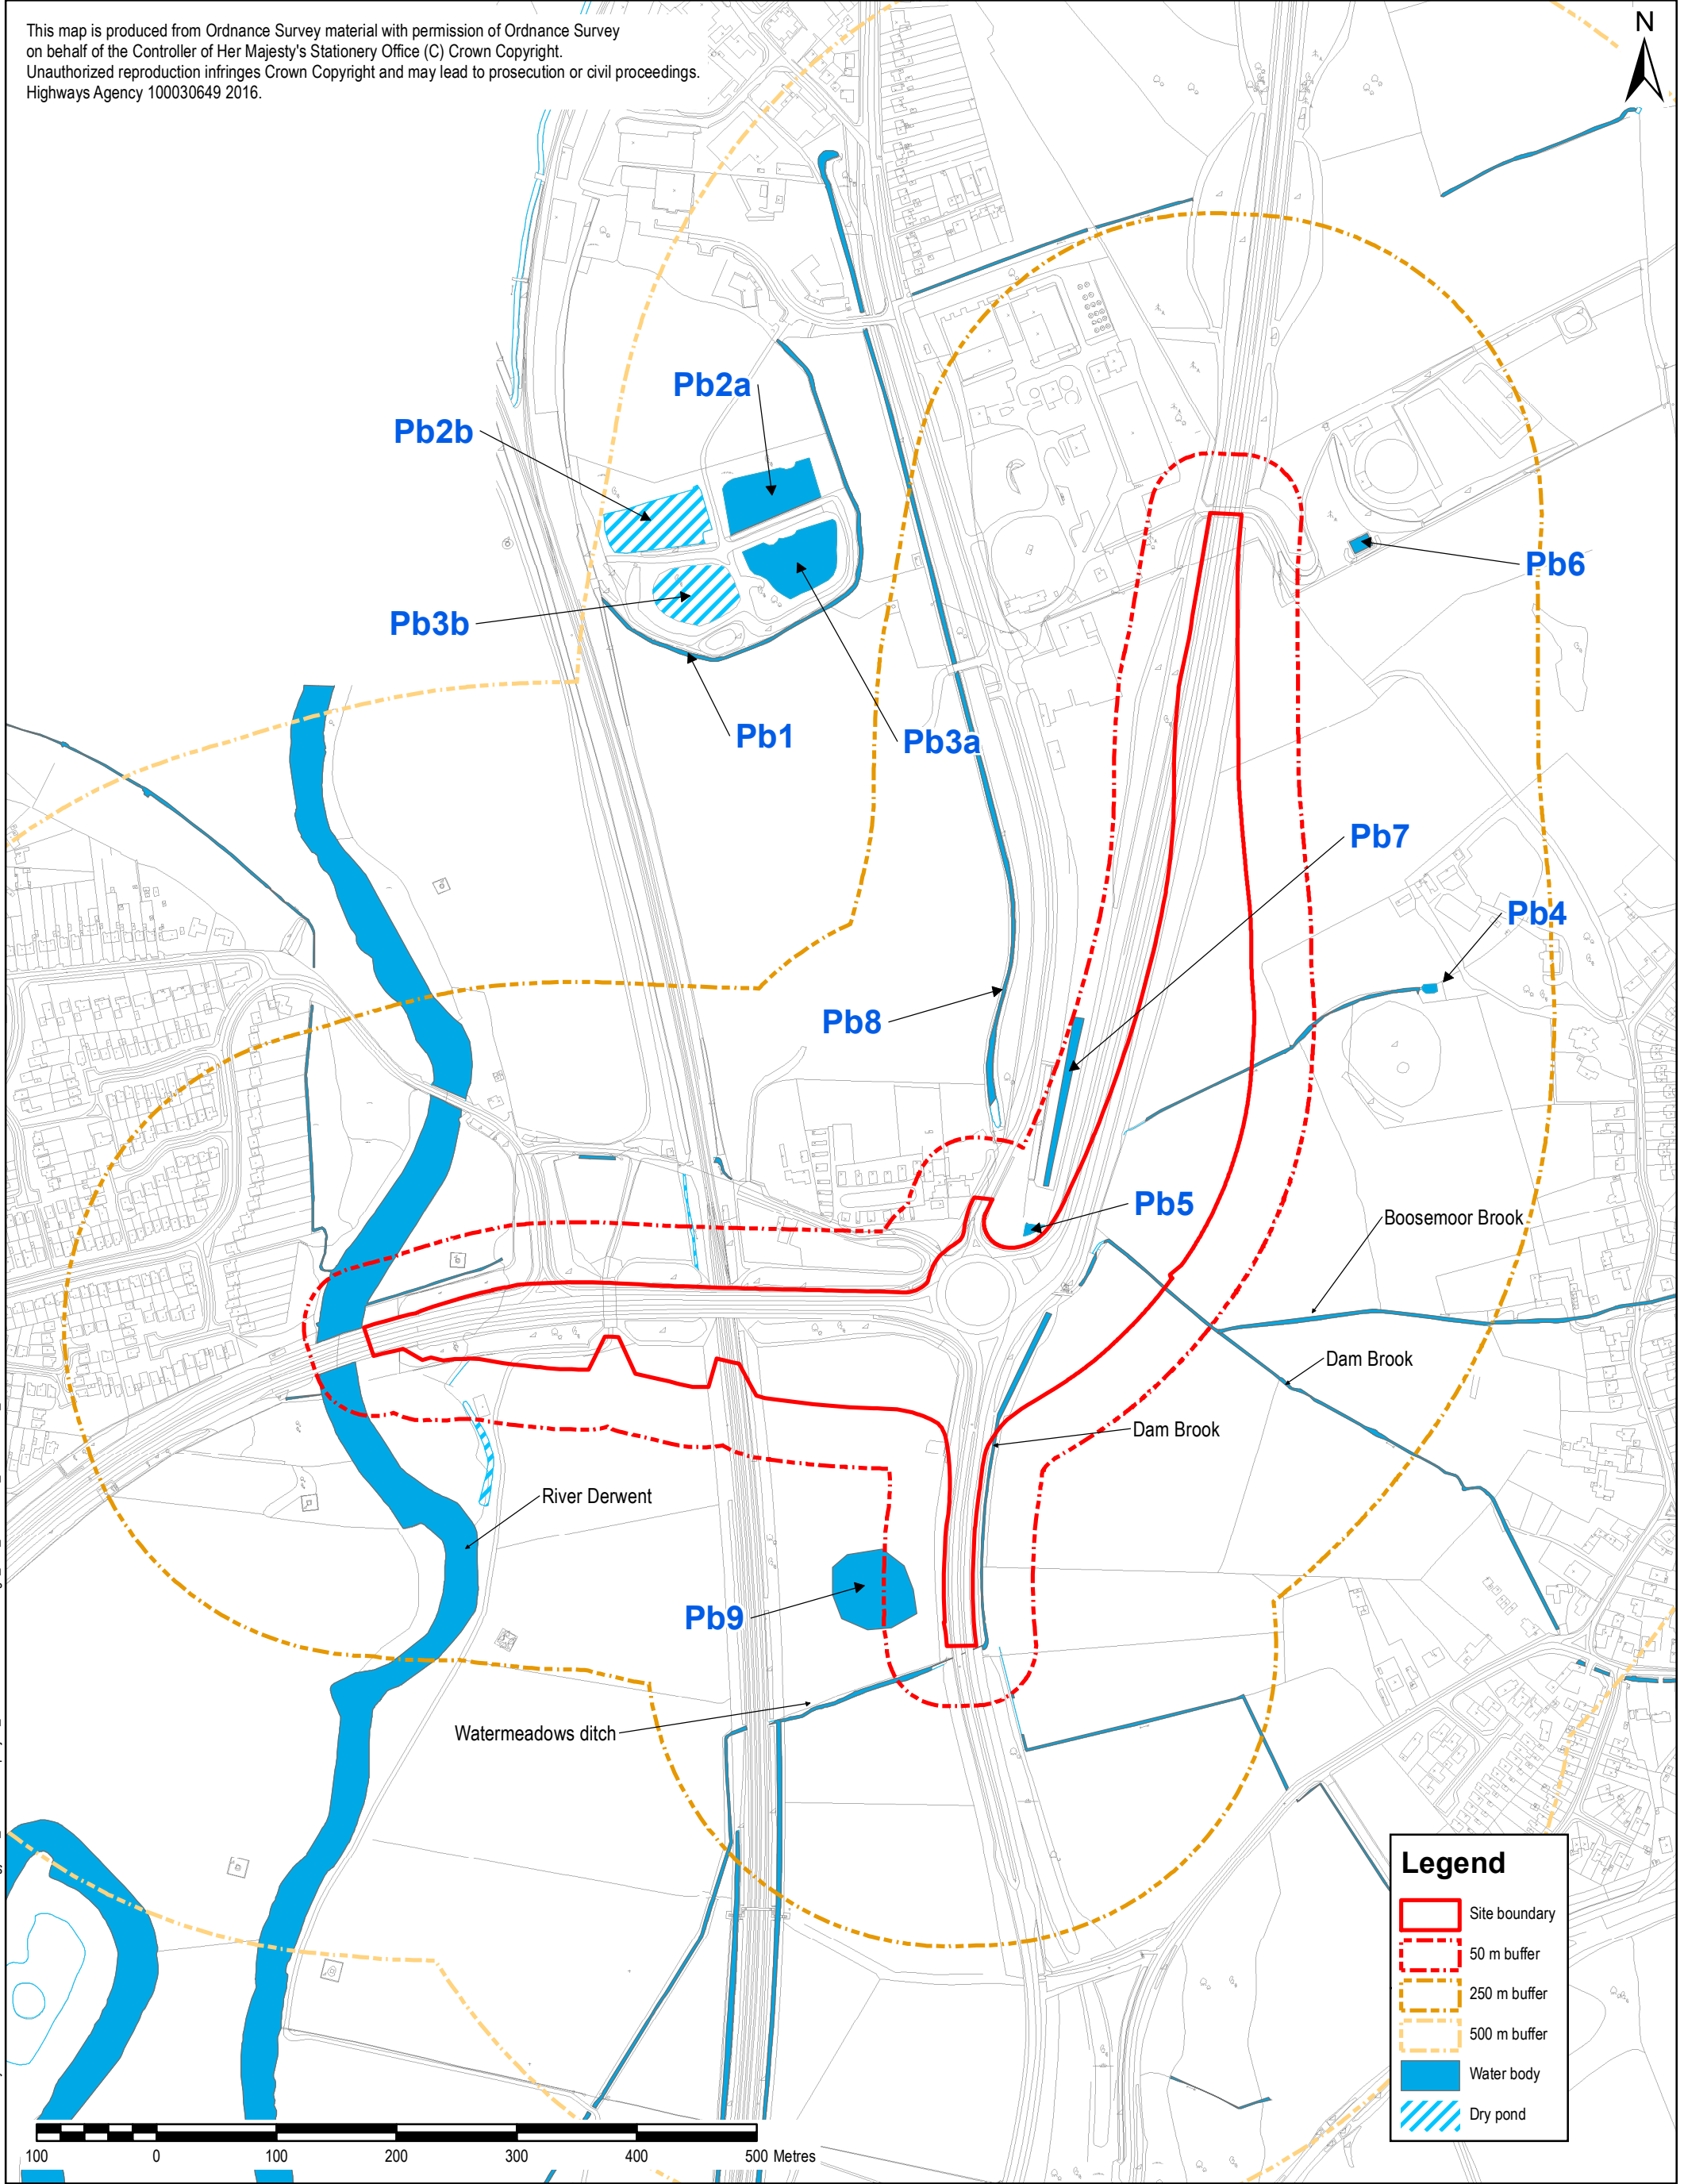 This map is produced from Ordnance Survey material with permission of Ordnance Survey
on behalf of the Controller of Her Majesty's Stationery Office (C) Crown Copyright.
Unauthorized reproduction infringes Crown Copyright and may lead to prosecution or civil proceedings.
Highways Agency 100030649 2016.
N
Pb2a
Pb2b
Pb6
Pb3b
Pb1
Pb3a
Pb7
Pb4
Pb8
Pb5
Boosemoor Brook
Dam Brook
Dam Brook
River Derwent
Pb9
Watermeadows ditch
Legend
Site boundary
50 m buffer
250 m buffer
500 m buffer
Water body
Dry pond
100 0 100 200 300 400 500 Metres